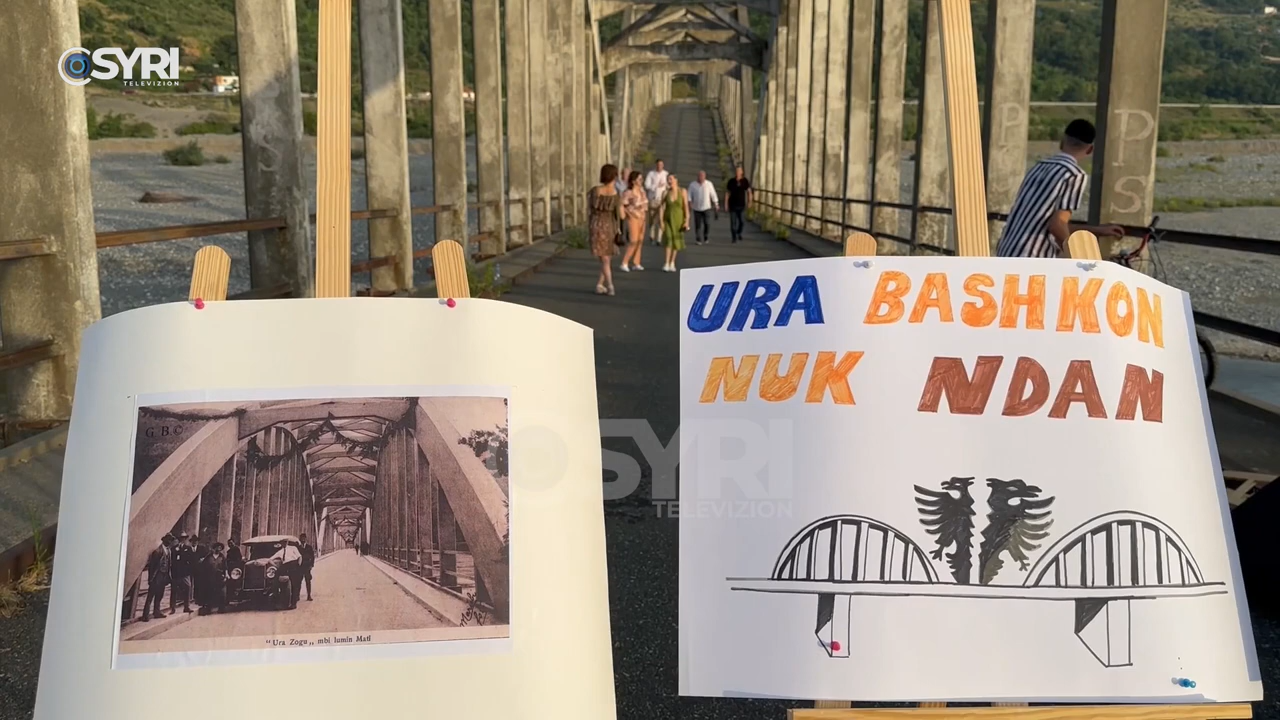 SYRI
TELEVIZION
P
P
S
S
URA BASHKON
NUK NDAN
G. B. ©
"Ura Zogu„ mbi lumin Mati
SYRI
TELEVIZION